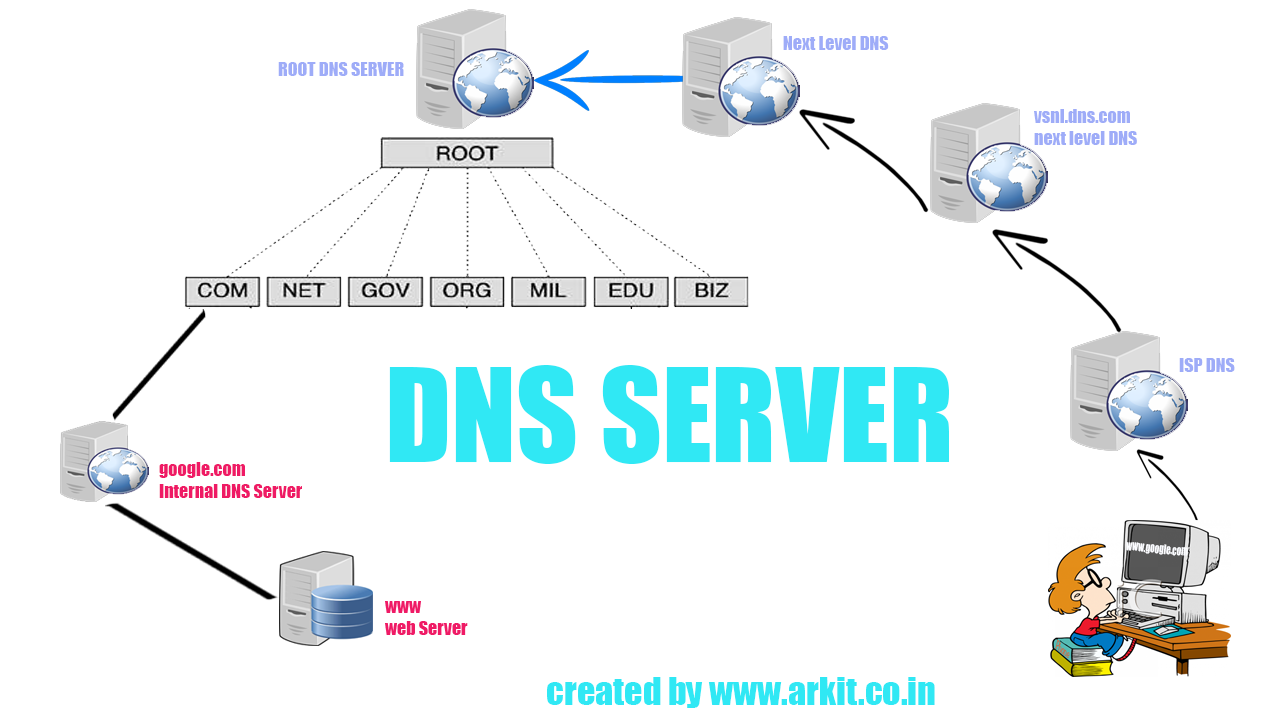 ROOT DNS SERVER
Next Level DNS
vsnl.dns.com
next level DNS
ROOT
COM NET GOV ORG MIL EDU BIZ
ISP DNS
DNS SERVER
google.com
Internal DNS Server
www.google.com
www
web Server
created by www.arkit.co.in